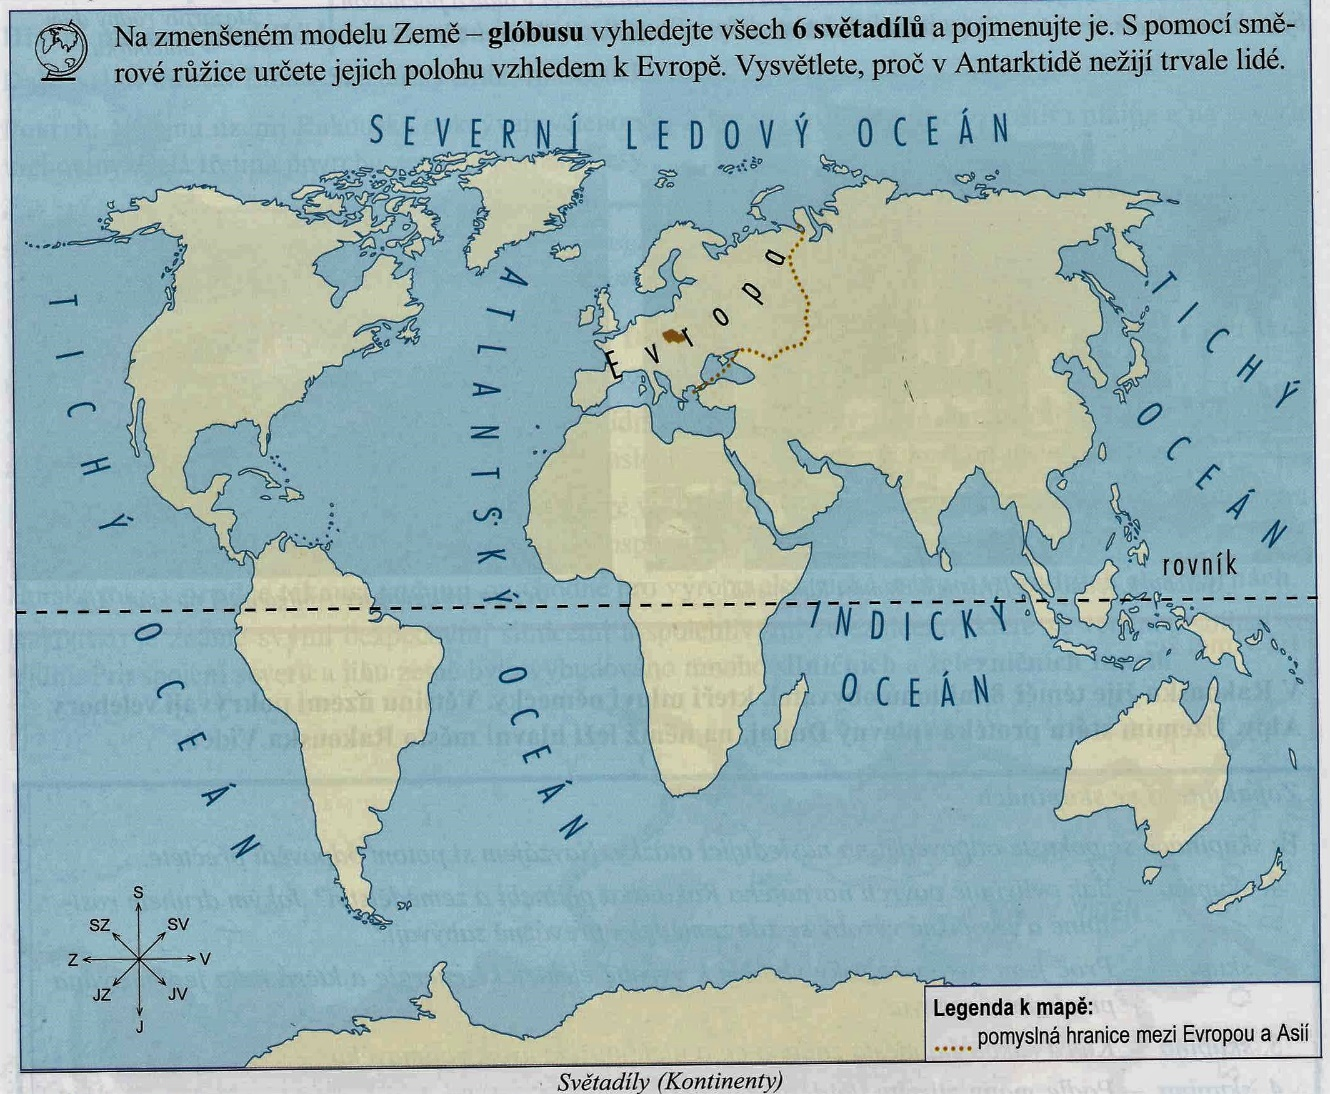 Na zmenšeném modelu Země – glóbusu vyhledejte všech 6 světadílů a pojmenujte je. S pomocí smě-
rové růžice určete jejich polohu vzhledem k Evropě. Vysvětlete, proč v Antarktidě nežijí trvale lidé.
SEVERNÍ LEDOVÝ OCEÁN
TICHÝ
OCEÁN
ATLANTSKÝ
OCEÁN
Evropa
TICHÝ
OCEÁN
rovník
INDICKÝ
OCEÁN
S
SZ
SV
Z
V
JZ
JV
J
Legenda k mapě:
..... pomyslná hranice mezi Evropou a Asií
Světadíly (Kontinenty)